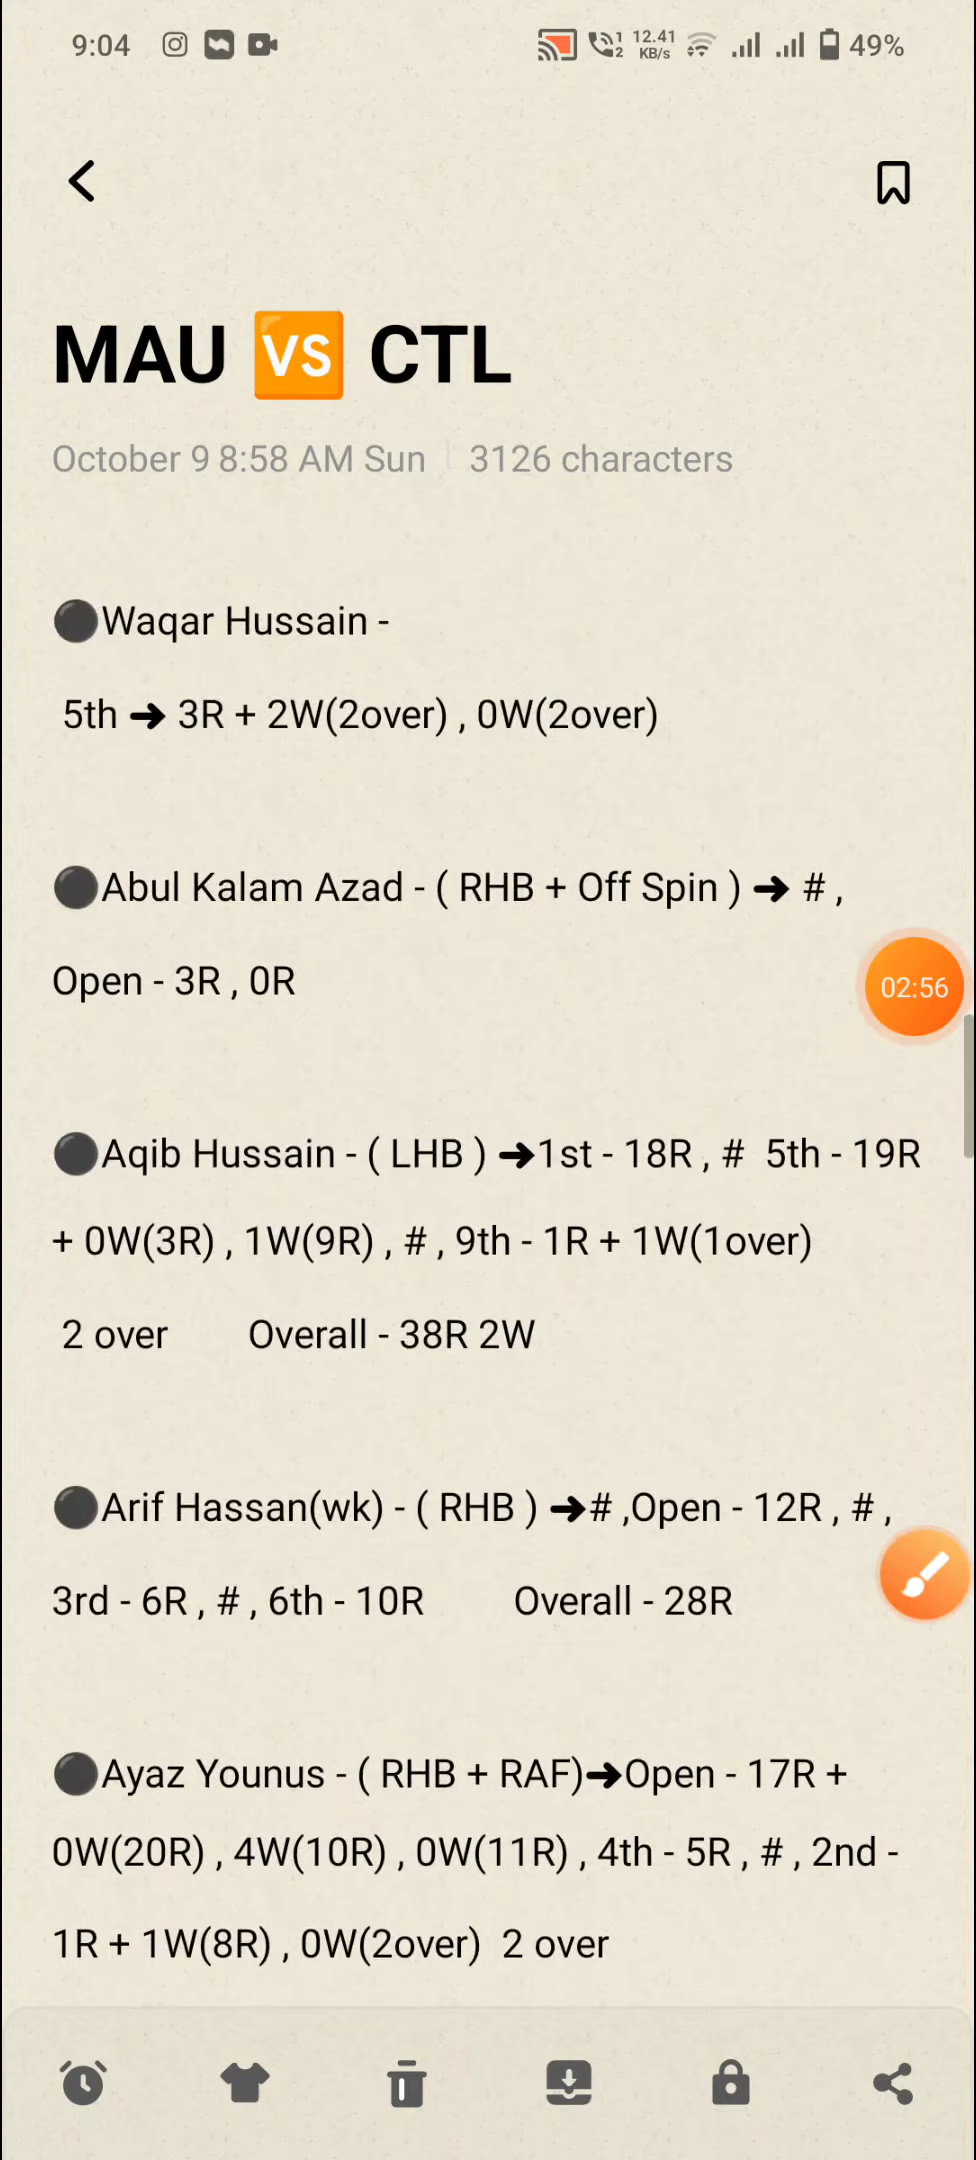 9:04 12.41 KB/s 1 2 49%
MAU VS CTL
October 9 8:58 AM Sun | 3126 characters
⚫Waqar Hussain -
5th ➔ 3R + 2W(2over) , 0W(2over)
⚫Abul Kalam Azad - ( RHB + Off Spin ) ➔ # ,
Open - 3R , 0R
02:56
⚫Aqib Hussain - ( LHB ) ➔1st - 18R , # 5th - 19R
+ 0W(3R) , 1W(9R) , # , 9th - 1R + 1W(1over)
2 over Overall - 38R 2W
⚫Arif Hassan(wk) - ( RHB ) ➔# ,Open - 12R , # ,
3rd - 6R , # , 6th - 10R Overall - 28R
⚫Ayaz Younus - ( RHB + RAF)➔Open - 17R +
0W(20R) , 4W(10R) , 0W(11R) , 4th - 5R , # , 2nd -
1R + 1W(8R) , 0W(2over) 2 over